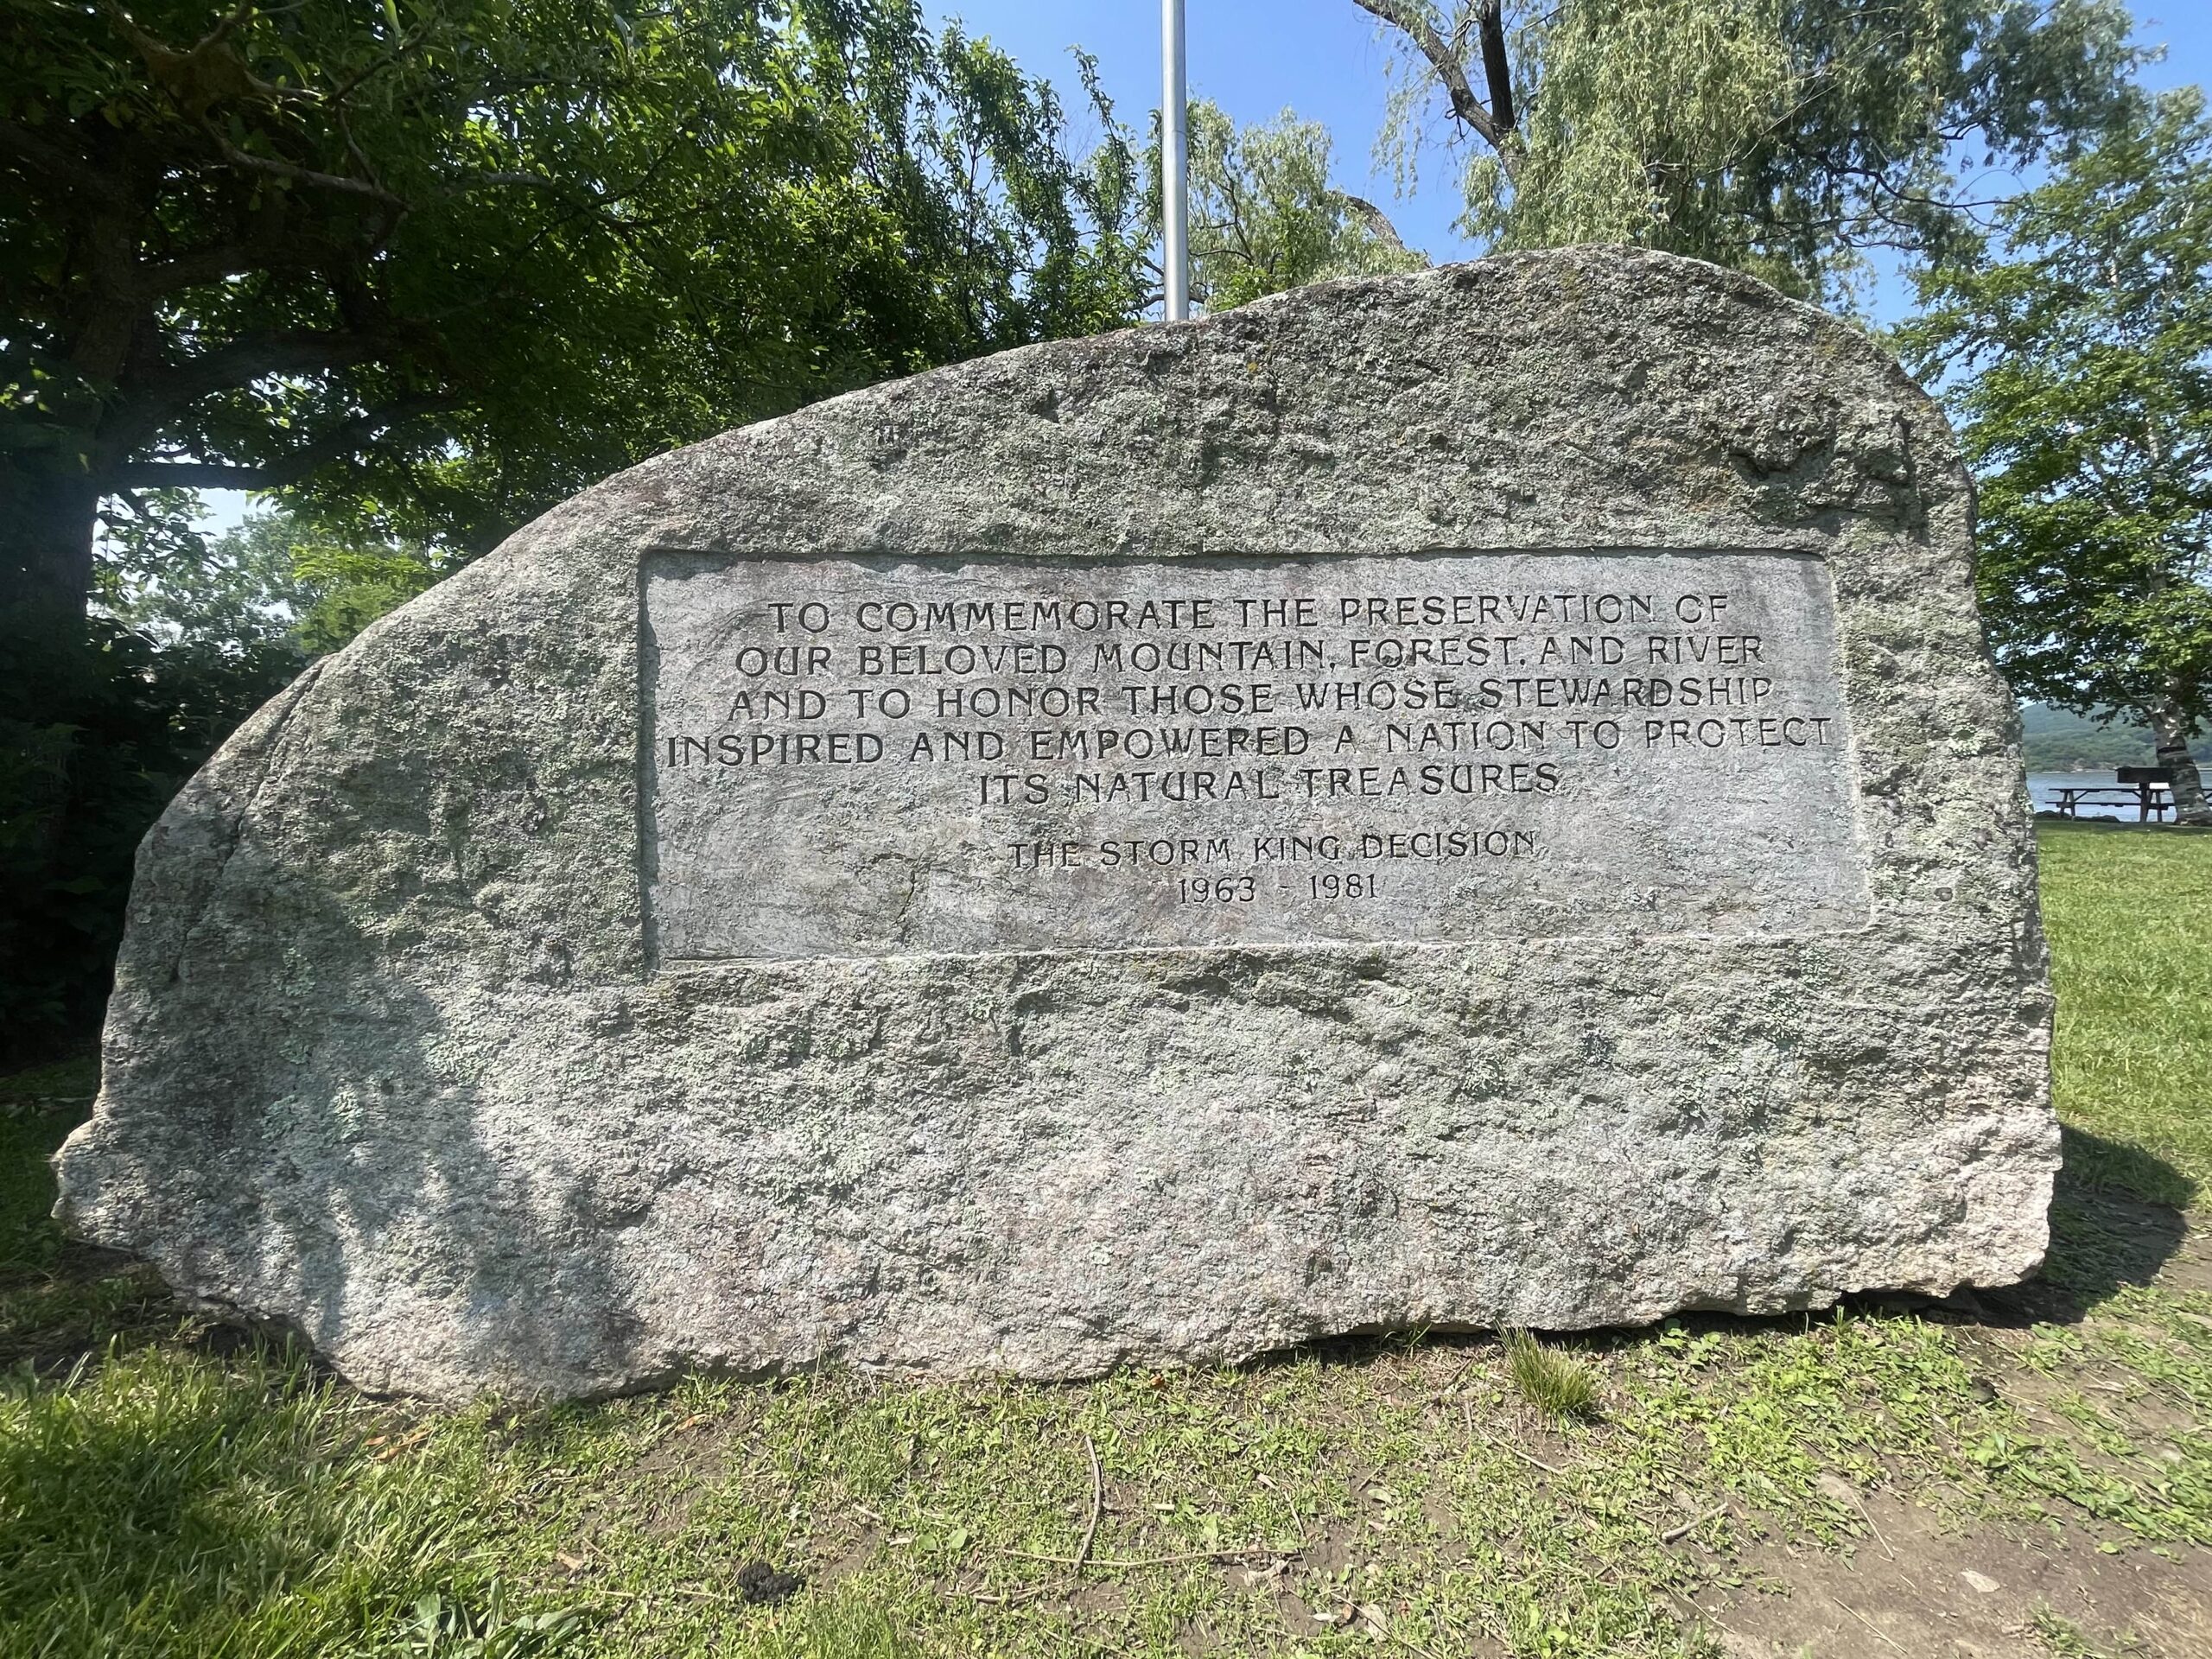 TO COMMEMORATE THE PRESERVATION OF
OUR BELOVED MOUNTAIN, FOREST, AND RIVER
AND TO HONOR THOSE WHOSE STEWARDSHIP
INSPIRED AND EMPOWERED A NATION TO PROTECT
ITS NATURAL TREASURES
THE STORM KING DECISION
1963 - 1981